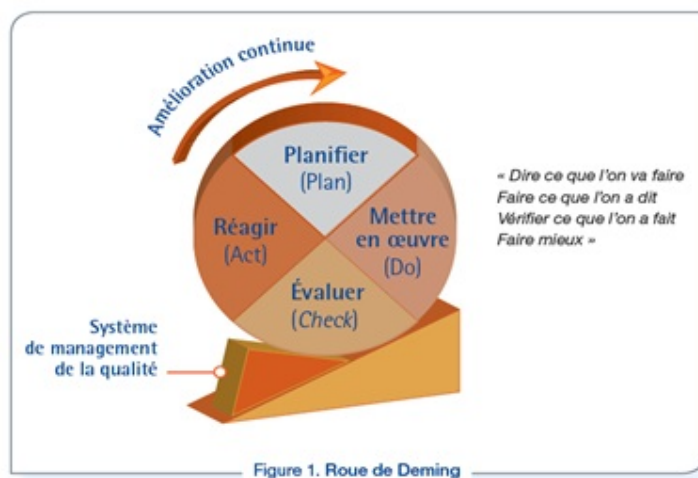 Amélioration continue
Planifier
(Plan)
Mettre
en œuvre
(Do)
Réagir
(Act)
Évaluer
(Check)
« Dire ce que l'on va faire
Faire ce que l'on a dit
Vérifier ce que l'on a fait
Faire mieux »
Système
de management
de la qualité
Figure 1. Roue de Deming